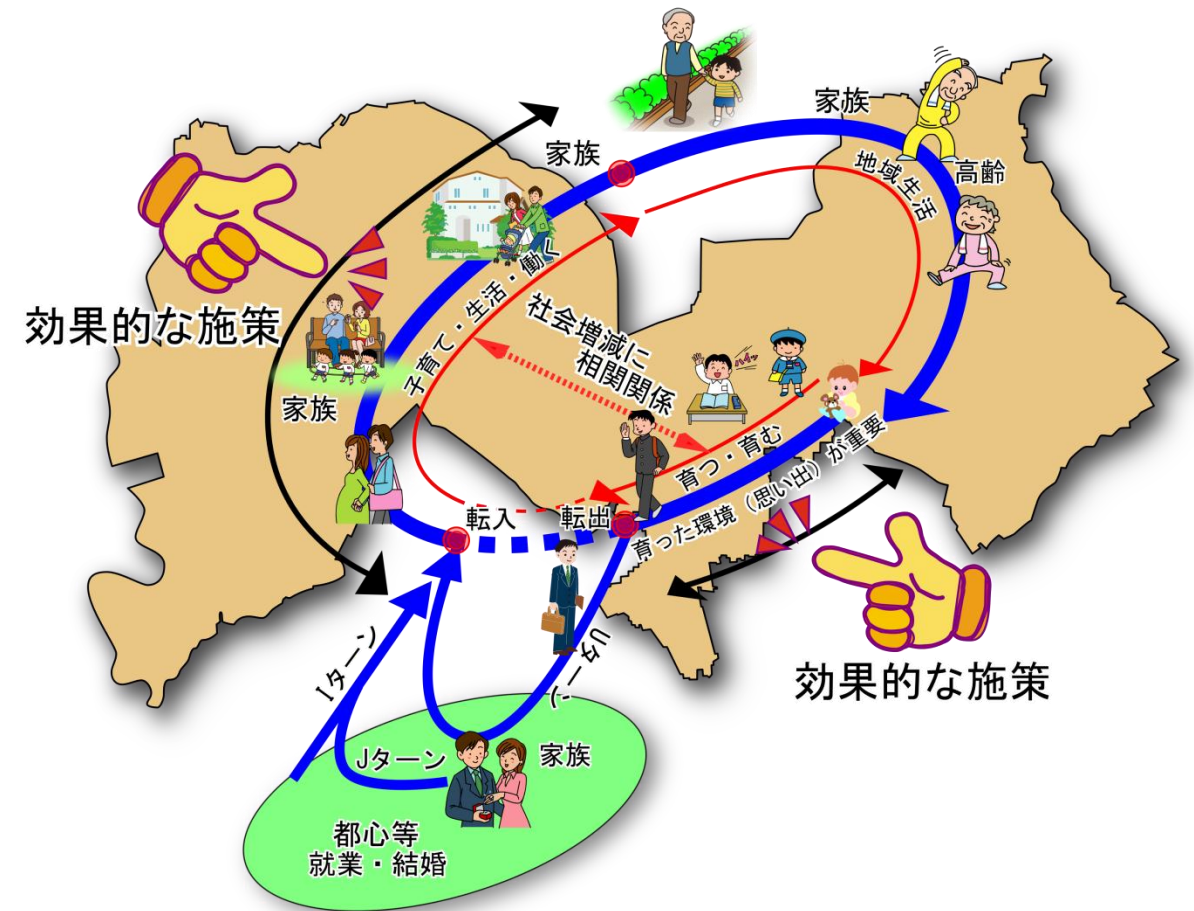 家族
家族
高齢
地域生活
効果的な施策
子育て・生活・働く
社会増減に
相関関係
ハイッ
家族
育つ・育む
育った環境（思い出）が重要
転入
転出
効果的な施策
Iターン
Uターン
Jターン
家族
都心等
就業・結婚